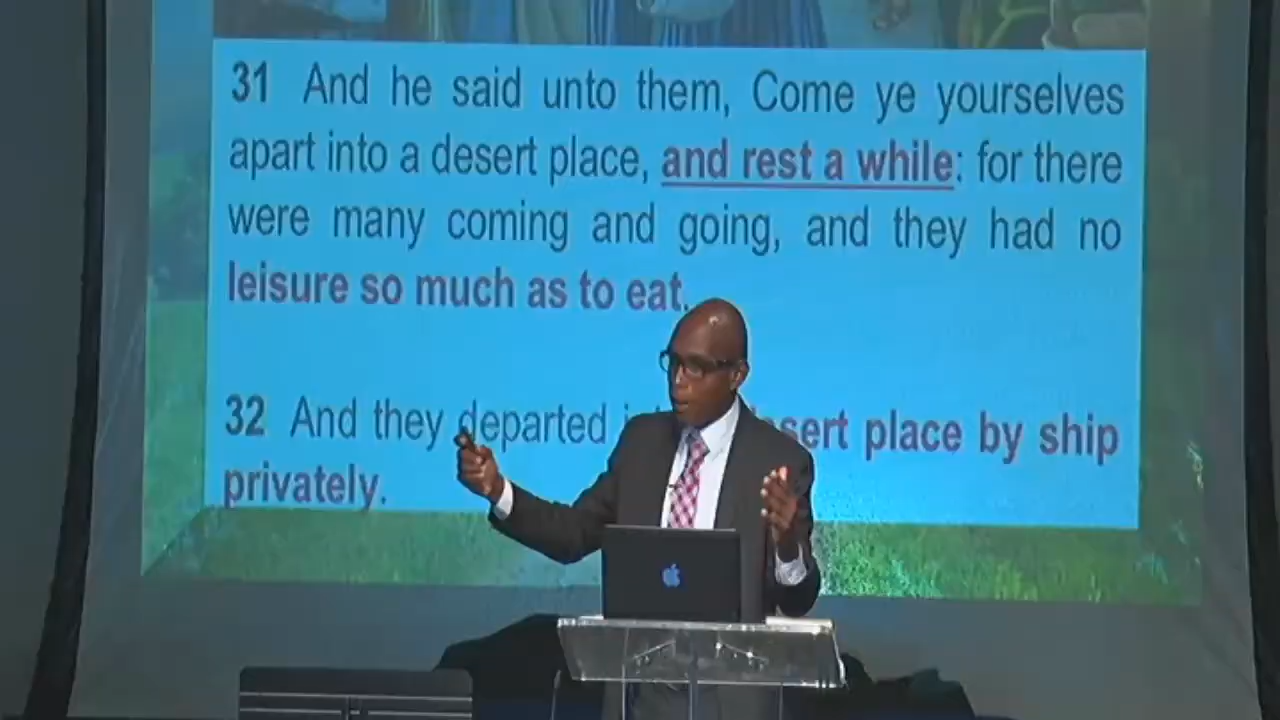 31 And he said unto them, Come ye yourselves
apart into a desert place, and rest a while: for there
were many coming and going, and they had no
leisure so much as to eat.
32 And they departed place by ship
privately.